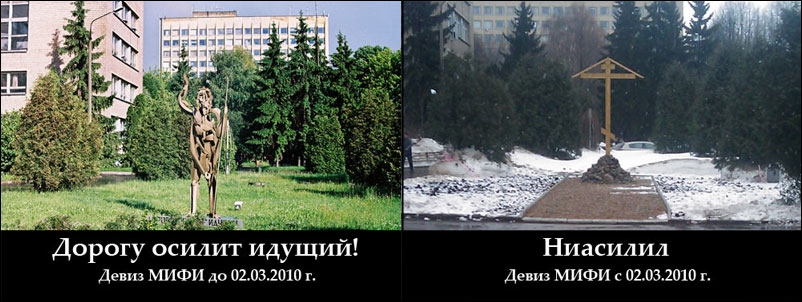 Дорогу осилит идущий!
Девиз МИФИ до 02.03.2010 г.
Ниасилил
Девиз МИФИ с 02.03.2010 г.